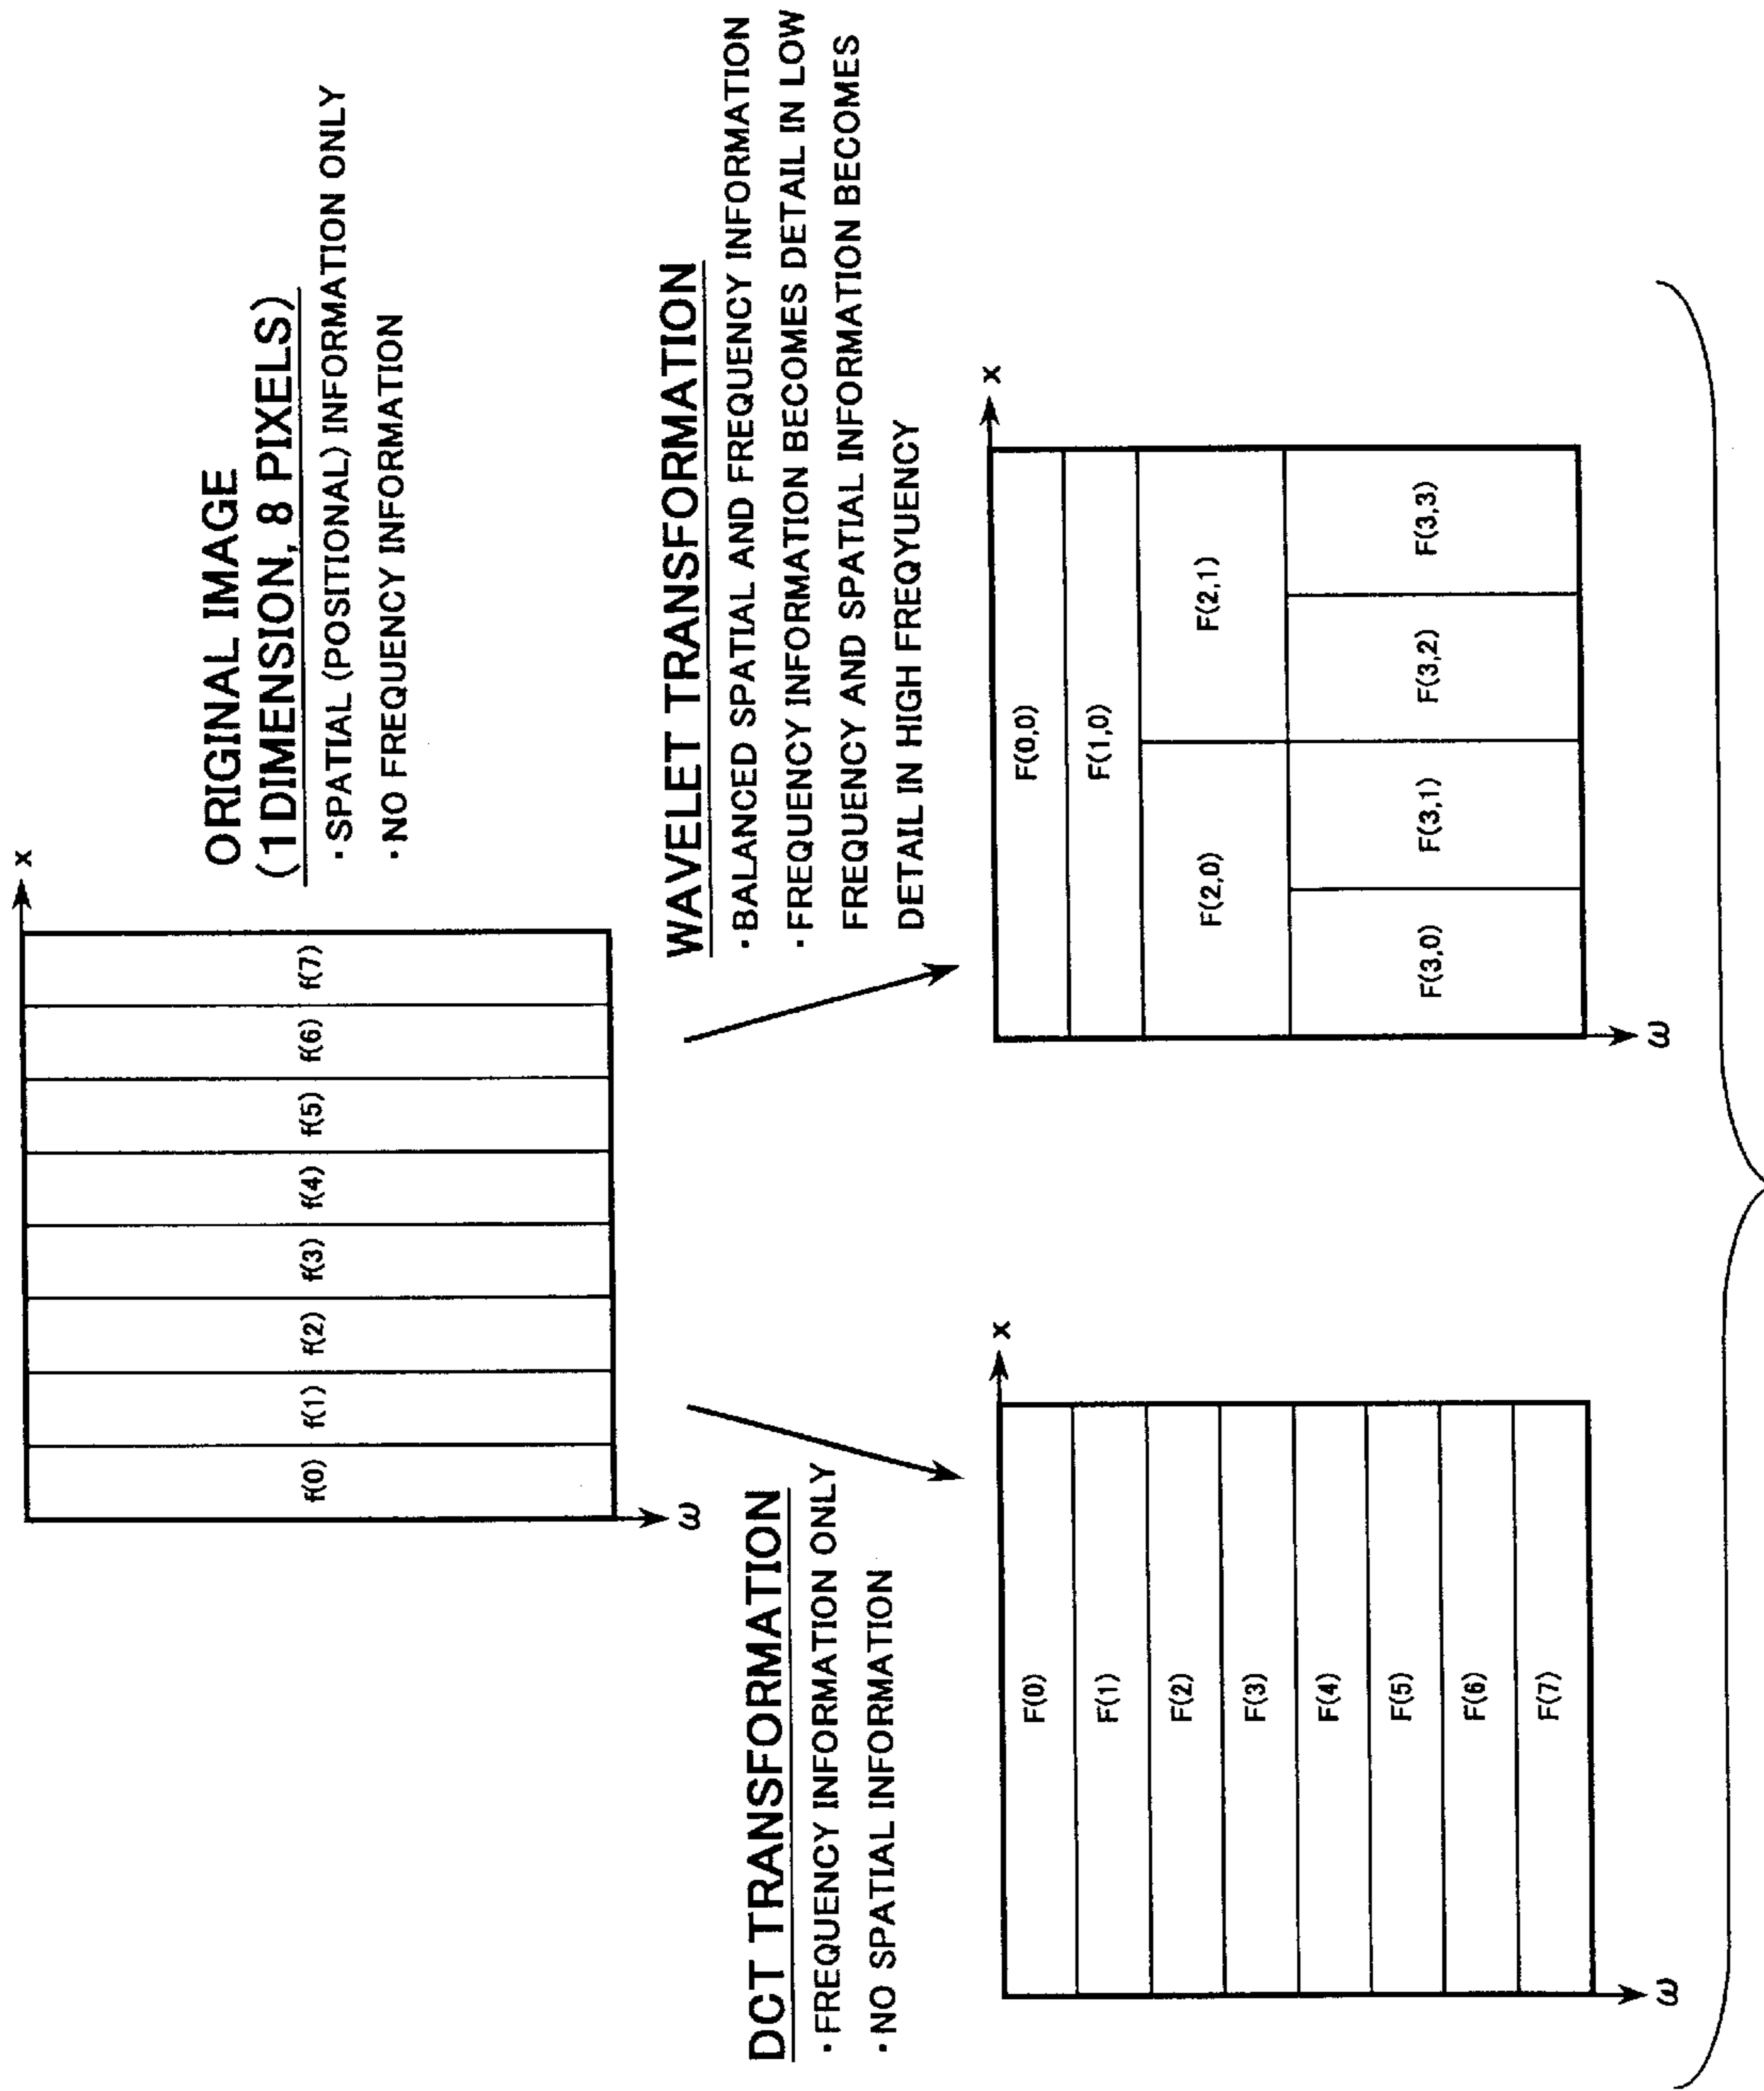 x
f(0) f(1) f(2) f(3) f(4) f(5) f(6) f(7)
ω
ORIGINAL IMAGE
(1DIMENSION, 8 PIXELS)
・SPATIAL (POSITIONAL) INFORMATION ONLY
・NO FREQUENCY INFORMATION
DCT TRANSFORMATION
・FREQUENCY INFORMATION ONLY
・NO SPATIAL INFORMATION
x
F(0)
F(1)
F(2)
F(3)
F(4)
F(5)
F(6)
F(7)
ω
WAVELET TRANSFORMATION
・BALANCED SPATIAL AND FREQUENCY INFORMATION
・FREQUENCY INFORMATION BECOMES DETAIL IN LOW
FREQUENCY AND SPATIAL INFORMATION BECOMES
DETAIL IN HIGH FREQYUENCY
x
F(0,0)
F(1,0)
F(2,0) F(2,1)
F(3,0) F(3,1) F(3,2) F(3,3)
ω